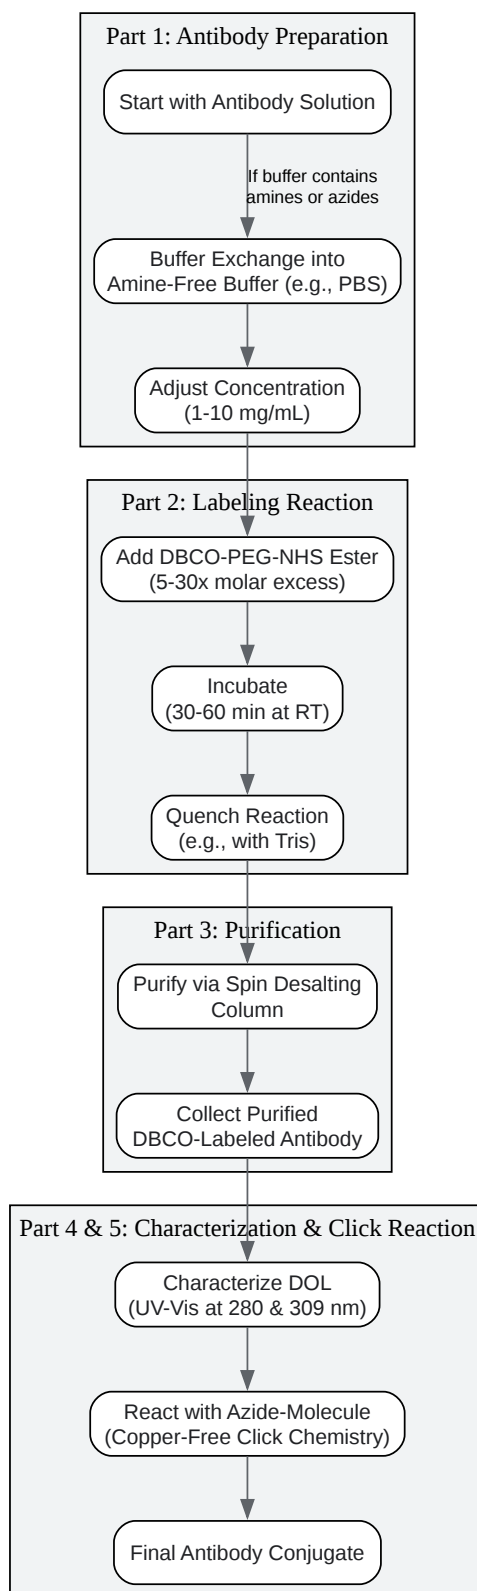 Part 1: Antibody Preparation
Start with Antibody Solution
If buffer contains
amines or azides
Buffer Exchange into
Amine-Free Buffer (e.g., PBS)
Adjust Concentration
(1-10 mg/mL)
Part 2: Labeling Reaction
Add DBCO-PEG-NHS Ester
(5-30x molar excess)
Incubate
(30-60 min at RT)
Quench Reaction
(e.g., with Tris)
Part 3: Purification
Purify via Spin Desalting
Column
Collect Purified
DBCO-Labeled Antibody
Part 4 & 5: Characterization & Click Reaction
Characterize DOL
(UV-Vis at 280 & 309 nm)
React with Azide-Molecule
(Copper-Free Click Chemistry)
Final Antibody Conjugate